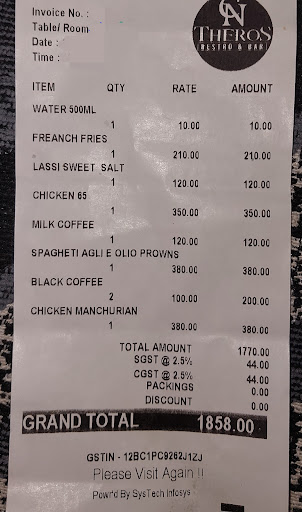 Invoice No. :
Table/ Room
Date :
Time :
CN
THEROS
BISTRO & BAR
ITEM QTY RATE AMOUNT
WATER 500ML
1 10.00 10.00
FREANCH FRIES
1 210.00 210.00
LASSI SWEET SALT
1 120.00 120.00
CHICKEN 65
1 350.00 350.00
MILK COFFEE
1 120.00 120.00
SPAGHETI AGLI E OLIO PROWNS
1 380.00 380.00
BLACK COFFEE
2 100.00 200.00
CHICKEN MANCHURIAN
1 380.00 380.00
TOTAL AMOUNT 1770.00
SGST @ 2.5% 44.00
CGST @ 2.5% 44.00
PACKINGS 0.00
DISCOUNT 0.00
GRAND TOTAL 1858.00
GSTIN - 12BC1PC9262J1ZJ
Please Visit Again !!
Powr'd By SysTech Infosys